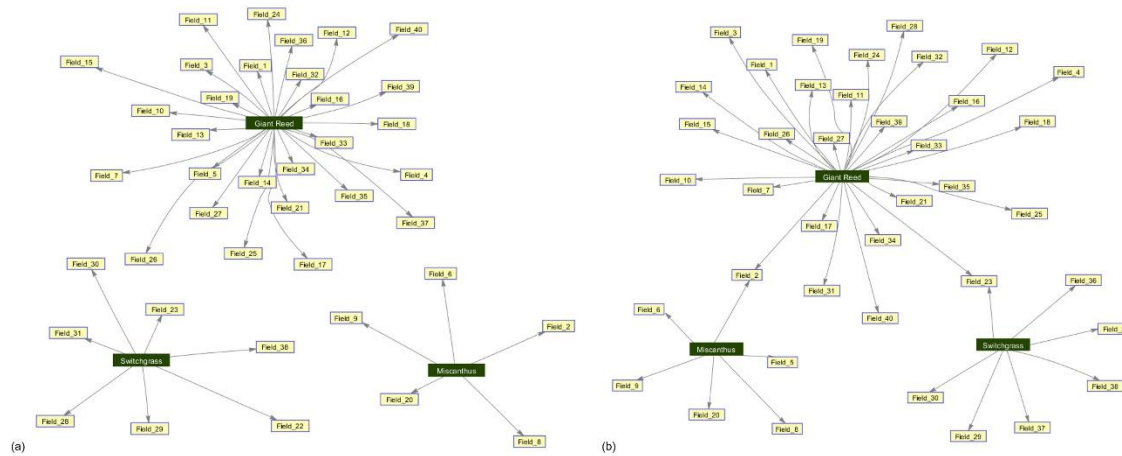 Field_24
Field_11
Field_12
Field_40
Field_36
Field_15
Field_3
Field_1
Field_32
Field_39
Field_19
Field_16
Field_10
Giant Reed
Field_18
Field_13
Field_33
Field_7
Field_5
Field_34
Field_4
Field_14
Field_35
Field_27
Field_21
Field_37
Field_25
Field_26
Field_17
Field_30
Field_6
Field_23
Field_9
Field_2
Field_31
Field_38
Switchgrass
Miscanthus
Field_20
Field_28
Field_29
Field_22
Field_8
(a)
Field_28
Field_3
Field_19
Field_12
Field_24
Field_32
Field_1
Field_4
Field_14
Field_13
Field_11
Field_16
Field_15
Field_26
Field_39
Field_18
Field_27
Field_33
Field_10
Giant Reed
Field_7
Field_35
Field_21
Field_25
Field_17
Field_34
Field_2
Field_23
Field_36
Field_31
Field_6
Field_40
Miscanthus
Switchgrass
Field_5
Field_9
Field_38
Field_30
Field_20
Field_8
Field_37
Field_29
(b)